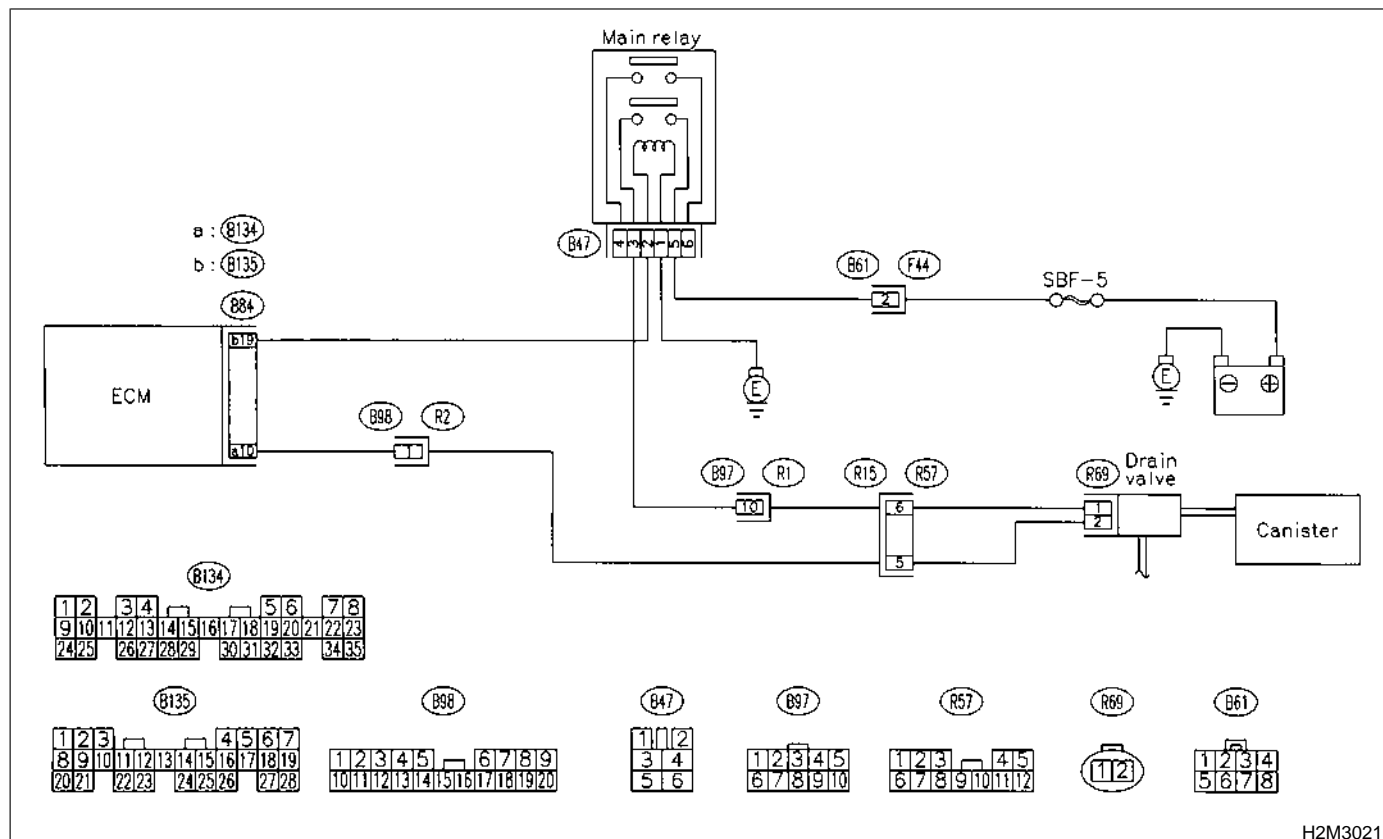 Main relay
4 3 2 1 5 6
B47
a : B134
b : B135
B84
B61 F44
2
SBF-5
b19
ECM
E
E
⊖ ⊕
a10
B98 R2
1
B97 R1
10
R15 R57
6
5
R69
Drain
valve
1
2
Canister
B134
1 2 3 4 5 6 7 8
9 10 11 12 13 14 15 16 17 18 19 20 21 22 23
24 25 26 27 28 29 30 31 32 33 34 35
B135
1 2 3 4 5 6 7
8 9 10 11 12 13 14 15 16 17 18 19
20 21 22 23 24 25 26 27 28
B98
1 2 3 4 5 6 7 8 9
10 11 12 13 14 15 16 17 18 19 20
B47
1 2
3 4
5 6
B97
1 2 3 4 5
6 7 8 9 10
R57
1 2 3 4 5
6 7 8 9 10 11 12
R69
1 2
B61
1 2 3 4
5 6 7 8
H2M3021